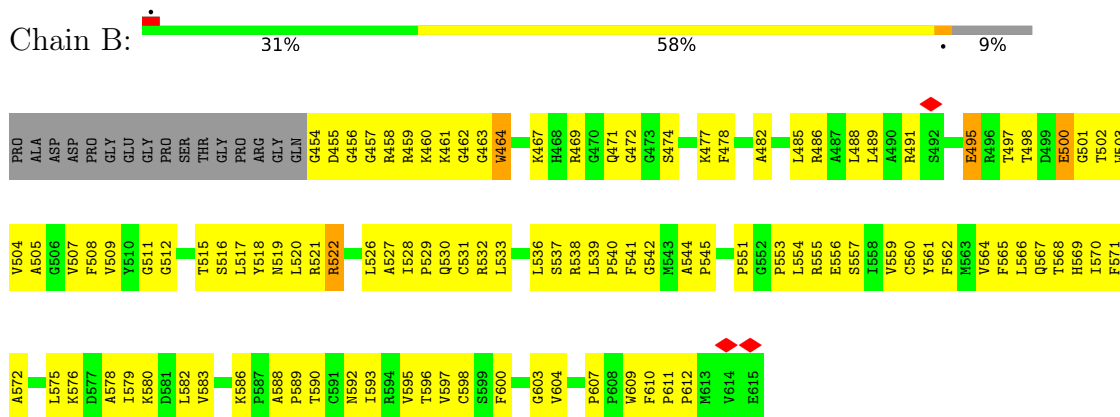 Chain B:
31% 58% • 9%
PRO ALA ASP ASP PRO GLY GLU GLY PRO SER THR GLY PRO ARG GLY GLN G454 D455 G456 G457 R458 R459 K460 K461 G462 G463 W464 K467 H468 R469 G470 Q471 G472 G473 S474 K477 F478 A482 L485 R486 A487 L488 L489 A490 R491 S492 E495 R496 T497 T498 D499 E500 G501 T502
V504 A505 G506 V507 F508 V509 Y510 G511 G512 T515 S516 L517 Y518 N519 L520 R521 R522 L526 A527 I528 P529 Q530 C531 R532 L533 L536 S537 R538 L539 P540 F541 G542 M543 A544 P545 P551 G552 P553 L554 R555 E556 S557 I558 V559 C560 Y561 F562 M563 V564 F565 L566 Q567 T568 H569 I570 F571
A572 L575 K576 D577 A578 I579 K580 D581 L582 V583 K586 P587 A588 P589 T590 C591 N592 I593 R594 V595 T596 V597 C598 S599 F600 G603 V604 P607 P608 W609 F610 P611 P612 M613 V614 E615